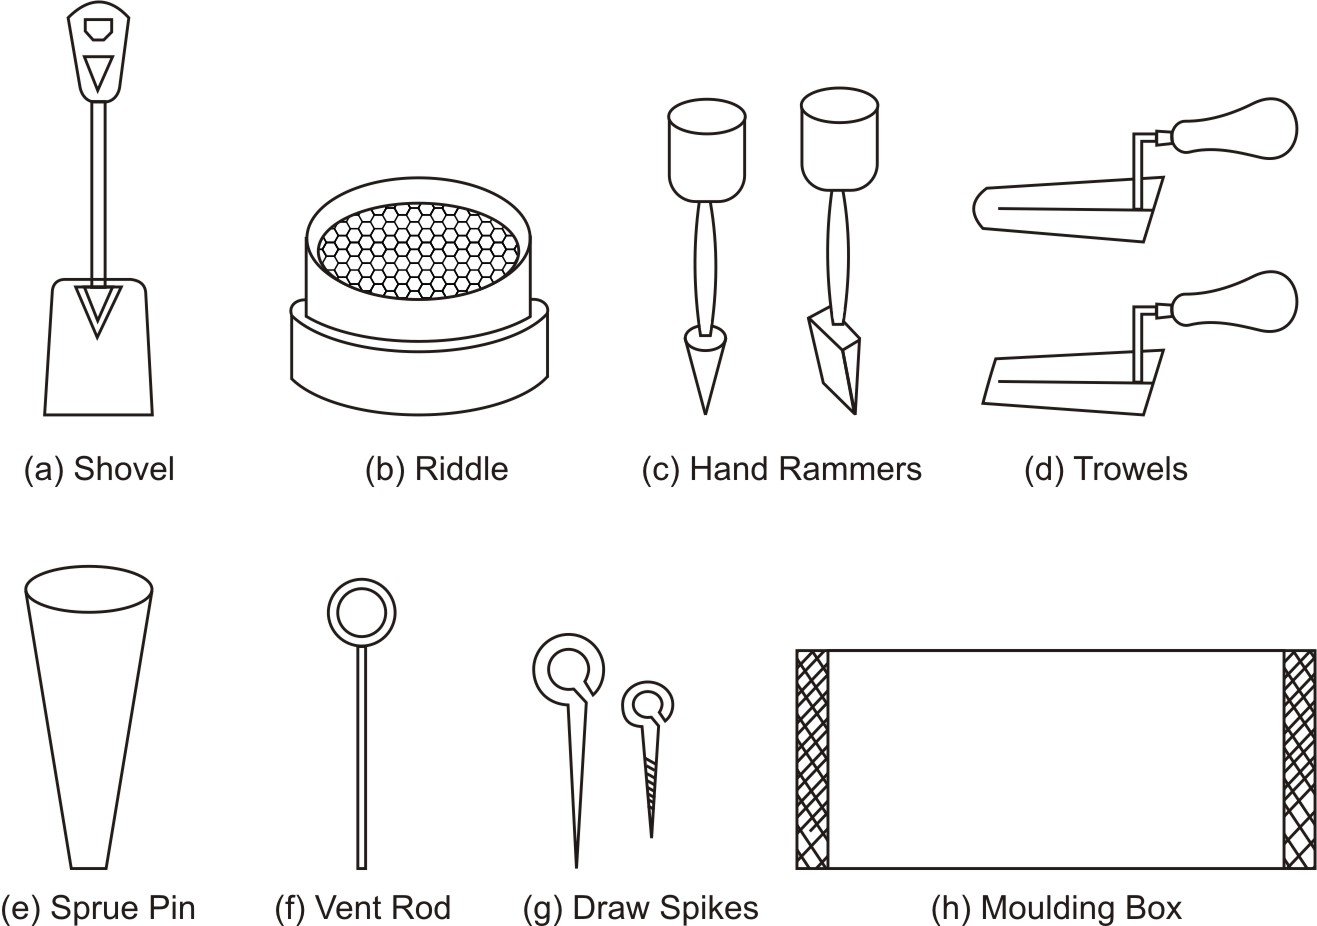 (a) Shovel
(b) Riddle
(c) Hand Rammers
(d) Trowels
(e) Sprue Pin
(f) Vent Rod
(g) Draw Spikes
(h) Moulding Box